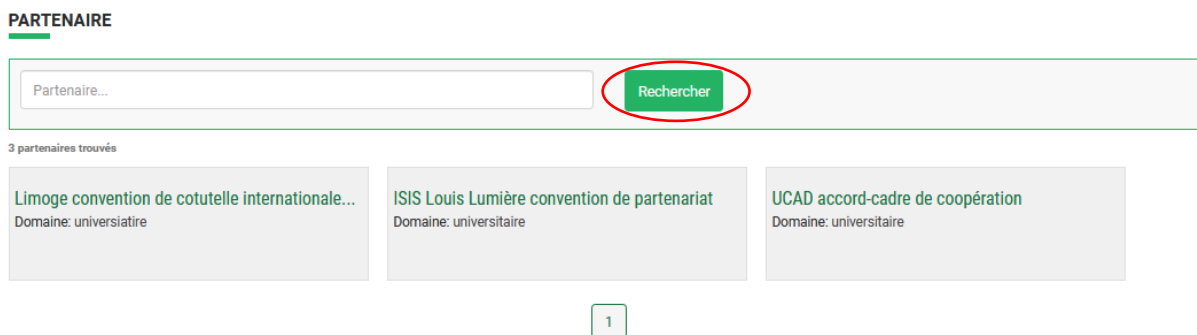 PARTENAIRE
Partenaire...
Rechercher
3 partenaires trouvés
Limoge convention de cotutelle internationale...
Domaine: universiatire
ISIS Louis Lumière convention de partenariat
Domaine: universitaire
UCAD accord-cadre de coopération
Domaine: universitaire
1